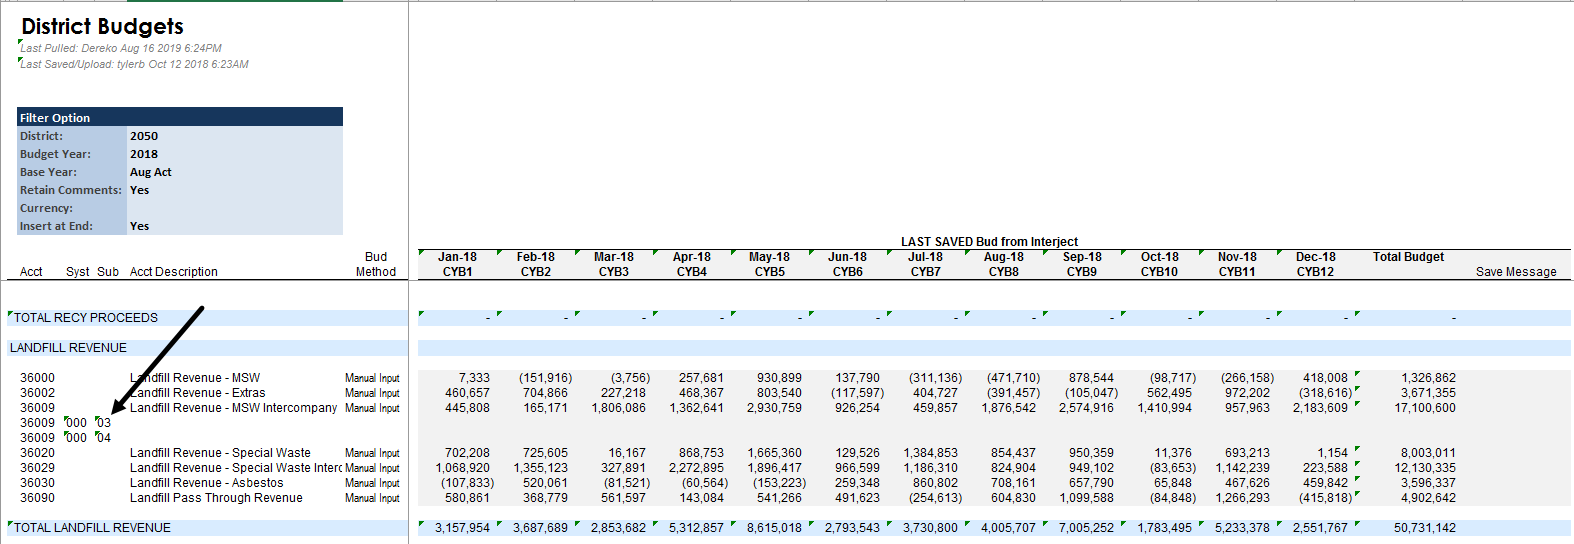 District Budgets
Last Pulled: Dereko Aug 16 2019 6:24PM
Last Saved/Upload: tylerb Oct 12 2018 6:23AM
Filter Option
District: 2050
Budget Year: 2018
Base Year: Aug Act
Retain Comments: Yes
Currency:
Insert at End: Yes
LAST SAVED Bud from Interject
Bud Jan-18 Feb-18 Mar-18 Apr-18 May-18 Jun-18 Jul-18 Aug-18 Sep-18 Oct-18 Nov-18 Dec-18 Total Budget
Acct Syst Sub Acct Description Method CYB1 CYB2 CYB3 CYB4 CYB5 CYB6 CYB7 CYB8 CYB9 CYB10 CYB11 CYB12 Save Message
TOTAL RECY PROCEEDS - - - - - - - - - - - - -
LANDFILL REVENUE
36000 Landfill Revenue - MSW Manual Input 7,333 (151,916) (3,756) 257,681 930,899 137,790 (311,136) (471,710) 878,544 (98,717) (266,158) 418,008 1,326,862
36002 Landfill Revenue - Extras Manual Input 460,657 704,866 227,218 468,367 803,540 (117,597) 404,727 (391,457) (105,047) 562,495 972,202 (318,616) 3,671,355
36009 Landfill Revenue - MSW Intercompany Manual Input 445,808 165,171 1,806,086 1,362,641 2,930,759 926,254 459,857 1,876,542 2,574,916 1,410,994 957,963 2,183,609 17,100,600
36009 000 03
36009 000 04
36020 Landfill Revenue - Special Waste Manual Input 702,208 725,605 16,167 868,753 1,665,360 129,526 1,384,853 854,437 950,359 11,376 693,213 1,154 8,003,011
36029 Landfill Revenue - Special Waste Interc Manual Input 1,068,920 1,355,123 327,891 2,272,895 1,896,417 966,599 1,186,310 824,904 949,102 (83,653) 1,142,239 223,588 12,130,335
36030 Landfill Revenue - Asbestos Manual Input (107,833) 520,061 (81,521) (60,564) (153,223) 259,348 860,802 708,161 657,790 65,848 467,626 459,842 3,596,337
36090 Landfill Pass Through Revenue Manual Input 580,861 368,779 561,597 143,084 541,266 491,623 (254,613) 604,830 1,099,588 (84,848) 1,266,293 (415,818) 4,902,642
TOTAL LANDFILL REVENUE 3,157,954 3,687,689 2,853,682 5,312,857 8,615,018 2,793,543 3,730,800 4,005,707 7,005,252 1,783,495 5,233,378 2,551,767 50,731,142